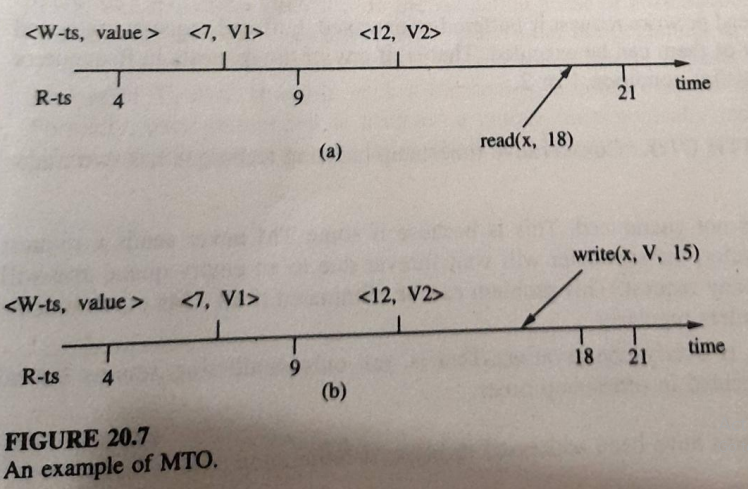 <W-ts, value > <7, V1> <12, V2>
R-ts 4 9 21 time
read(x, 18)
(a)
write(x, V, 15)
<W-ts, value > <7, V1> <12, V2>
R-ts 4 9 18 21 time
(b)
FIGURE 20.7
An example of MTO.